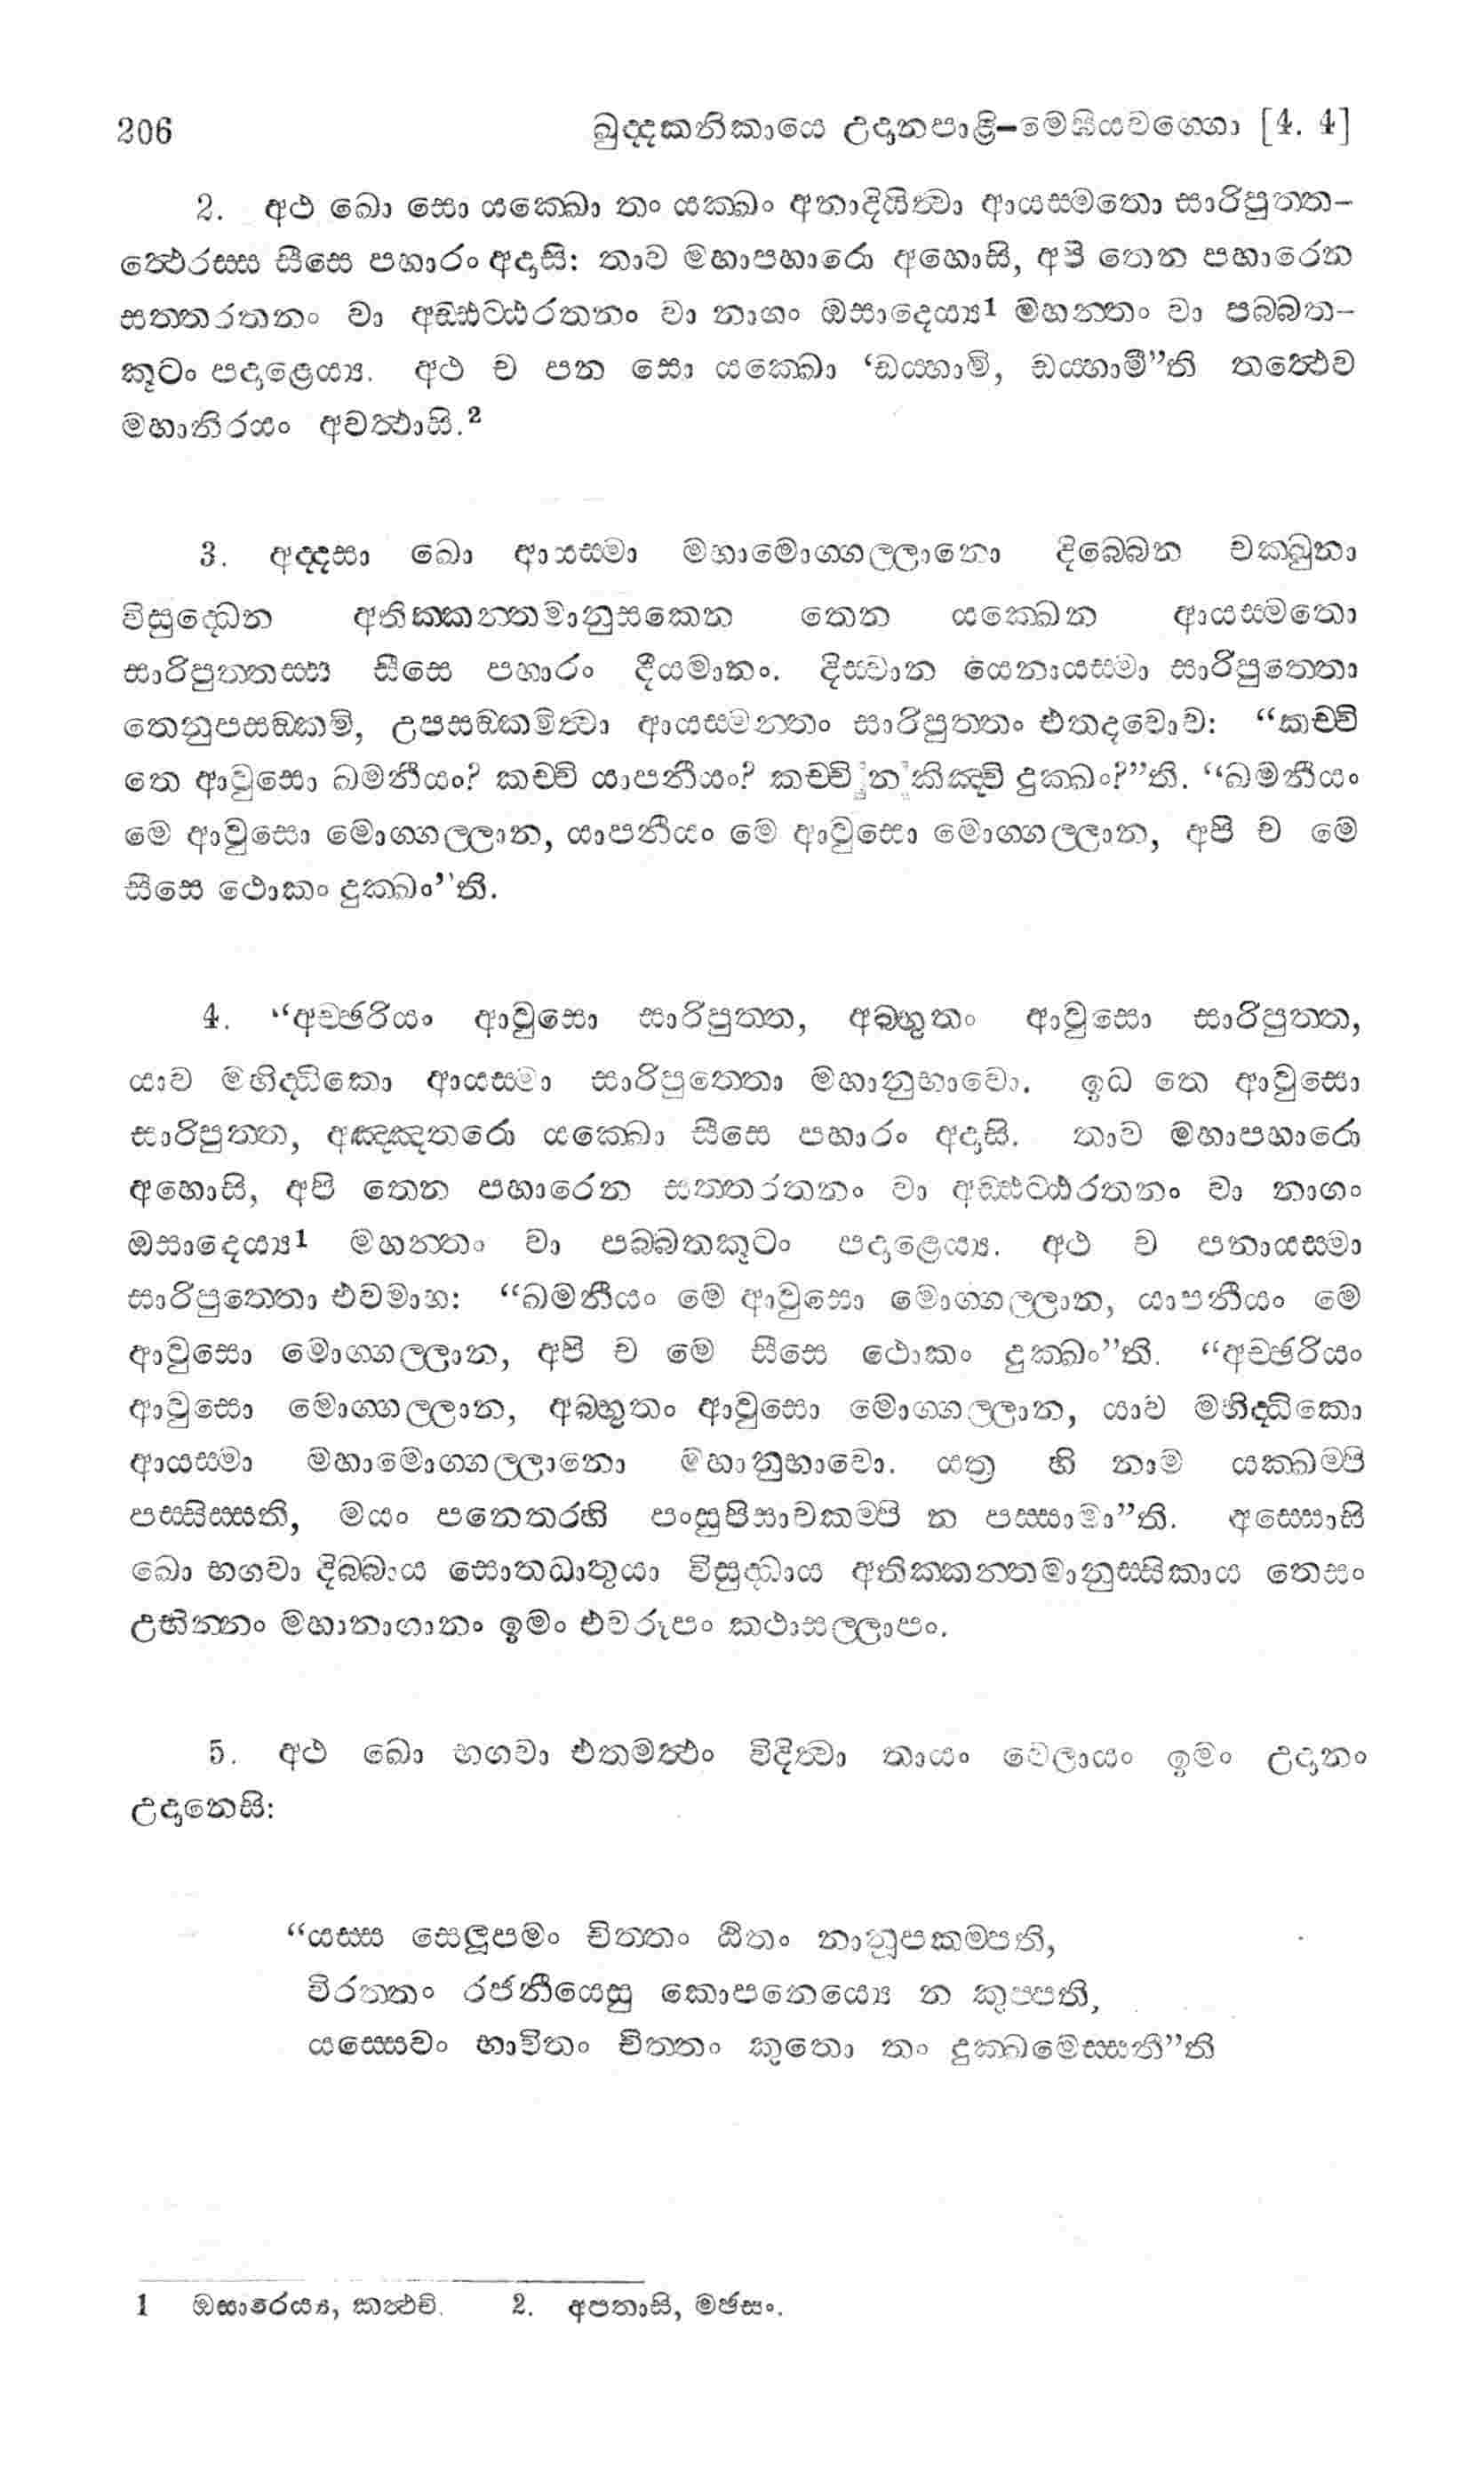 206 ඛුද්දකනිකායෙ උදානපාළි–මෙඝියවග්ගො [4. 4]
2. අථ ඛො සො යක්ඛො තං යක්ඛං අනාදියිත්වා ආයස්මතො සාරිපුත්ත-
ත්ථෙරස්ස සීසෙ පහාරං අදාසි: තාව මහාපහාරො අහොසි, අපි තෙන පහාරෙන
සත්තරතනං වා අඩ්ඪට්ඨරතනං වා නාගං ඔසාදෙය්‍ය1 මහන්තං වා පබ්බත-
කූටං පදාළෙය්‍ය. අථ ච පන සො යක්ඛො ‘ඩය්හාමි, ඩය්හාමී”ති තත්ථෙව
මහානිරයං අවත්ථාසි.2
3. අද්දසා ඛො ආයස්මා මහාමොග්ගල්ලානො දිබ්බෙන චක්ඛුනා
විසුද්ධෙන අතික්කන්තමානුසකෙන තෙන යක්ඛෙන ආයස්මතො
සාරිපුත්තස්ස සීසෙ පහාරං දීයමානං. දිස්වාන යෙනායස්මා සාරිපුත්තො
තෙනුපසඞ්කමි, උපසඞ්කමිත්වා ආයස්මන්තං සාරිපුත්තං එතදවොච: “කච්චි
තෙ ආවුසො ඛමනීයං? කච්චි යාපනීයං? කච්චි න කිඤ්චි දුක්ඛං?”ති. “ඛමනීයං
මෙ ආවුසො මොග්ගල්ලාන, යාපනීයං මෙ ආවුසො මොග්ගල්ලාන, අපි ච මෙ
සීසෙ ථොකං දුක්ඛං”ති.
4. “අච්ඡරියං ආවුසො සාරිපුත්ත, අබ්භුතං ආවුසො සාරිපුත්ත,
යාව මහිද්ධිකො ආයස්මා සාරිපුත්තො මහානුභාවො. ඉධ තෙ ආවුසො
සාරිපුත්ත, අඤ්ඤතරො යක්ඛො සීසෙ පහාරං අදාසි. තාව මහාපහාරො
අහොසි, අපි තෙන පහාරෙන සත්තරතනං වා අඩ්ඪට්ඨරතනං වා නාගං
ඔසාදෙය්‍ය1 මහන්තං වා පබ්බතකූටං පදාළෙය්‍ය. අථ ච පනායස්මා
සාරිපුත්තො එවමාහ: “ඛමනීයං මෙ ආවුසො මොග්ගල්ලාන, යාපනීයං මෙ
ආවුසො මොග්ගල්ලාන, අපි ච මෙ සීසෙ ථොකං දුක්ඛං”ති. “අච්ඡරියං
ආවුසො මොග්ගල්ලාන, අබ්භුතං ආවුසො මොග්ගල්ලාන, යාව මහිද්ධිකො
ආයස්මා මහාමොග්ගල්ලානො මහානුභාවො. යත්‍ර හි නාම යක්ඛම්පි
පස්සිස්සති, මයං පනෙතරහි පංසුපිසාචකම්පි න පස්සාමා”ති. අස්සොසි
ඛො භගවා දිබ්බාය සොතධාතුයා විසුද්ධාය අතික්කන්තමානුස්සිකාය තෙසං
උභින්නං මහානාගානං ඉමං එවරූපං කථාසල්ලාපං.
5. අථ ඛො භගවා එතමත්ථං විදිත්වා තායං වෙලායං ඉමං උදානං
උදානෙසි:
“යස්ස සෙලූපමං චිත්තං ඨිතං නානූපකම්පති,
විරත්තං රජනීයෙසු කොපනෙය්‍යෙ න කුප්පති,
යස්සෙවං භාවිතං චිත්තං කුතො තං දුක්ඛමෙස්සතී”ති
1 ඔසාරෙය්‍ය, කත්ථචි. 2. අපතාසි, මඡසං.